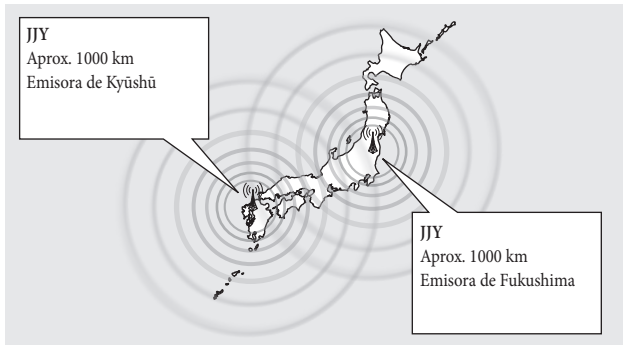 JJY
Aprox. 1000 km
Emisora de Kyūshū
JJY
Aprox. 1000 km
Emisora de Fukushima